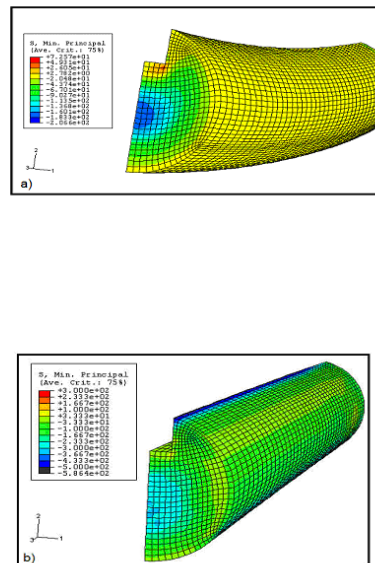 S, Min. Principal
(Ave. Crit.: 75%)
+7.257e+01
+4.931e+01
+2.605e+01
+2.782e+00
-2.048e+01
-4.374e+01
-6.701e+01
-9.027e+01
-1.135e+02
-1.368e+02
-1.601e+02
-1.833e+02
-2.066e+02
2
3
1
a)
S, Min. Principal
(Ave. Crit.: 75%)
+3.000e+02
+2.333e+02
+1.667e+02
+1.000e+02
+3.333e+01
-3.333e+01
-1.000e+02
-1.667e+02
-2.333e+02
-3.000e+02
-3.667e+02
-4.333e+02
-5.000e+02
-5.864e+02
2
3
1
b)